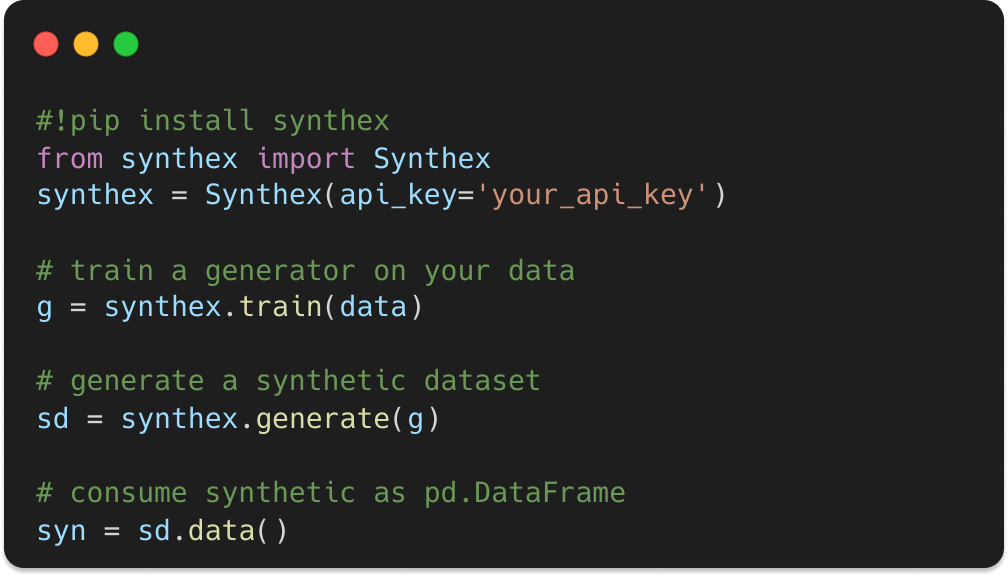 #!pip install synthex
from synthex import Synthex
synthex = Synthex(api_key='your_api_key')
# train a generator on your data
g = synthex.train(data)
# generate a synthetic dataset
sd = synthex.generate(g)
# consume synthetic as pd.DataFrame
syn = sd.data()